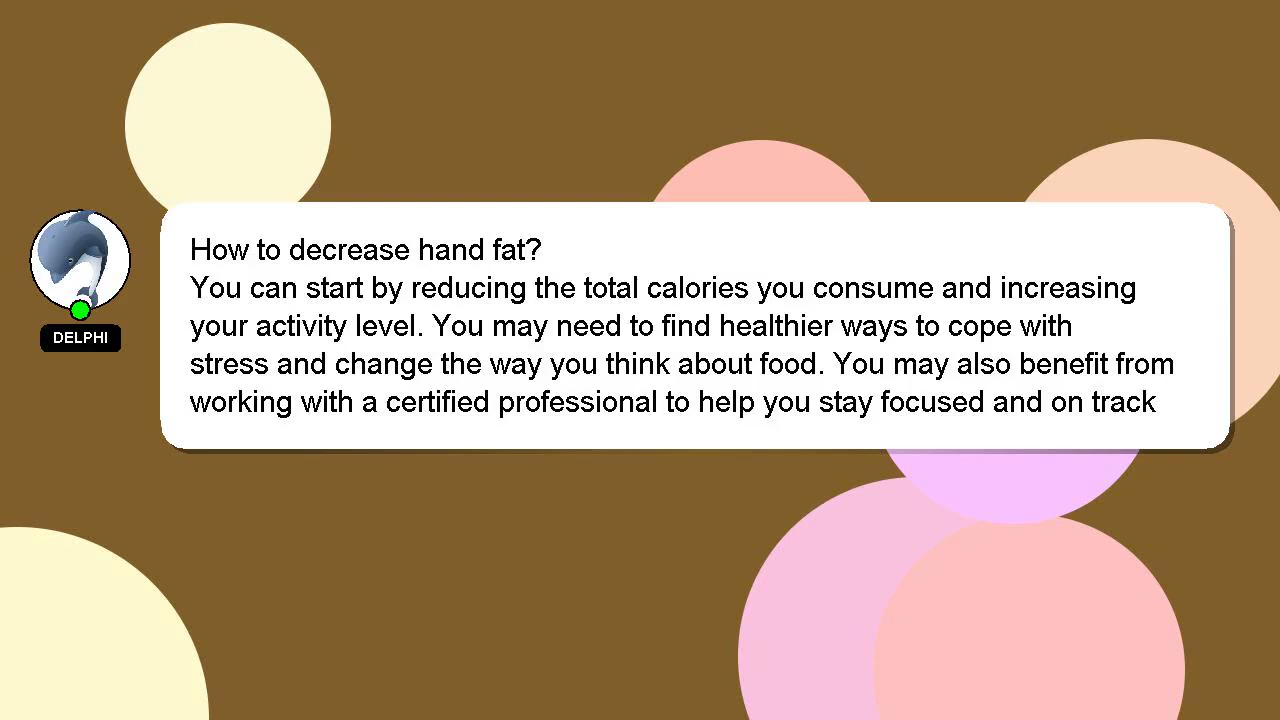 How to decrease hand fat?
You can start by reducing the total calories you consume and increasing
your activity level. You may need to find healthier ways to cope with
stress and change the way you think about food. You may also benefit from
working with a certified professional to help you stay focused and on track
DELPHI